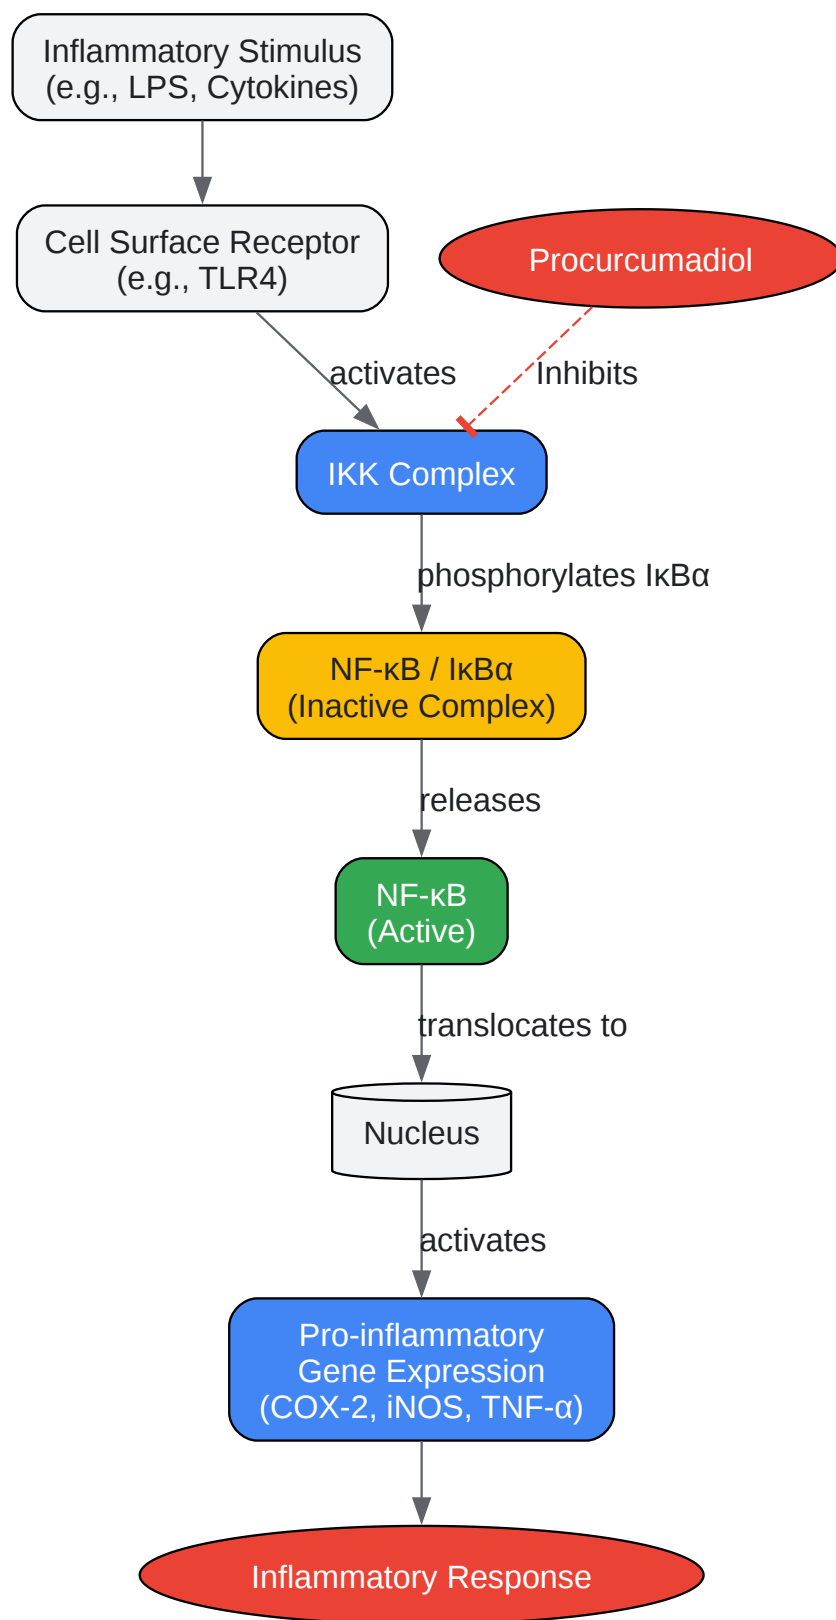 Inflammatory Stimulus
(e.g., LPS, Cytokines)
Cell Surface Receptor
(e.g., TLR4)
Procurcumadiol
activates
Inhibits
IKK Complex
phosphorylates IκBα
NF-κB / IκBα
(Inactive Complex)
releases
NF-κB
(Active)
translocates to
Nucleus
activates
Pro-inflammatory
Gene Expression
(COX-2, iNOS, TNF-α)
Inflammatory Response